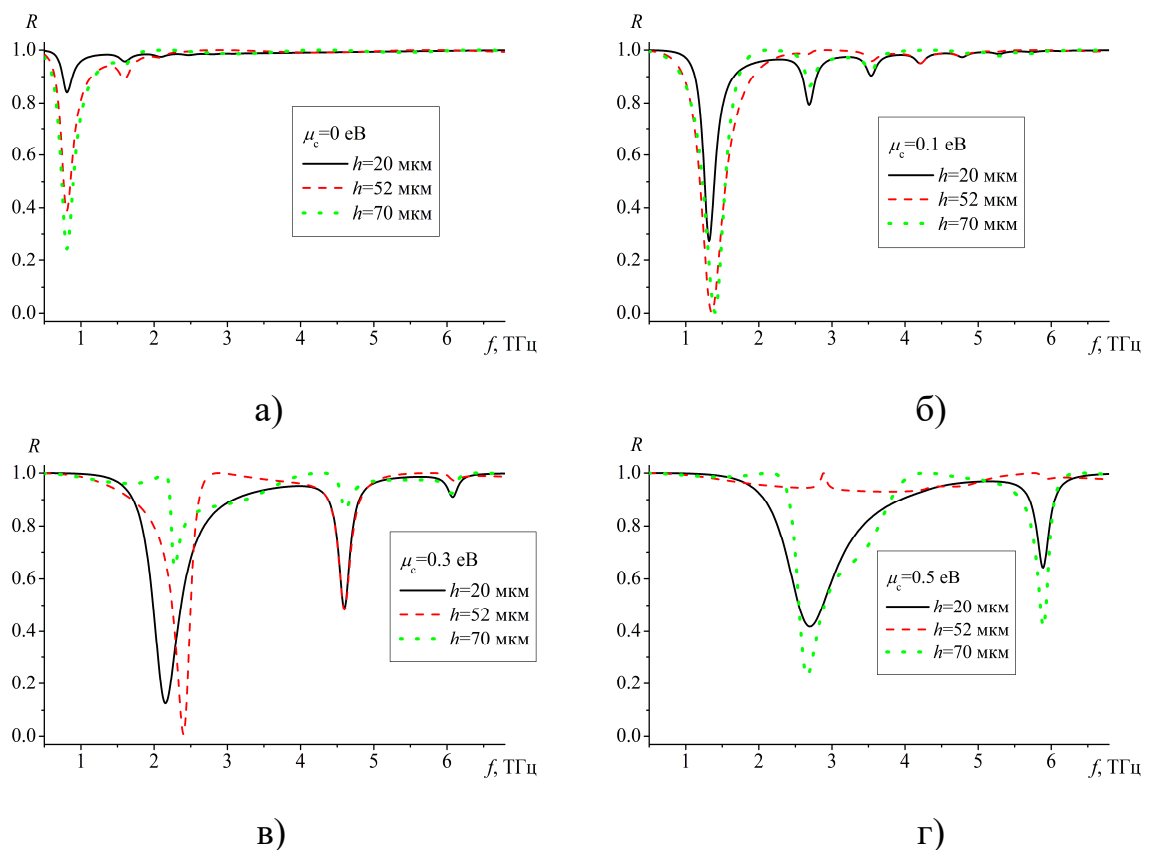 R
1.0
0.8
0.6
0.4
0.2
0.0
μc=0 eВ
h=20 мкм
h=52 мкм
h=70 мкм
1 2 3 4 5 6
f, ТГц
а)
R
1.0
0.8
0.6
0.4
0.2
0.0
μc=0.1 eВ
h=20 мкм
h=52 мкм
h=70 мкм
1 2 3 4 5 6
f, ТГц
б)
R
1.0
0.8
0.6
0.4
0.2
0.0
μc=0.3 eВ
h=20 мкм
h=52 мкм
h=70 мкм
1 2 3 4 5 6
f, ТГц
в)
R
1.0
0.8
0.6
0.4
0.2
0.0
μc=0.5 eВ
h=20 мкм
h=52 мкм
h=70 мкм
1 2 3 4 5 6
f, ТГц
г)